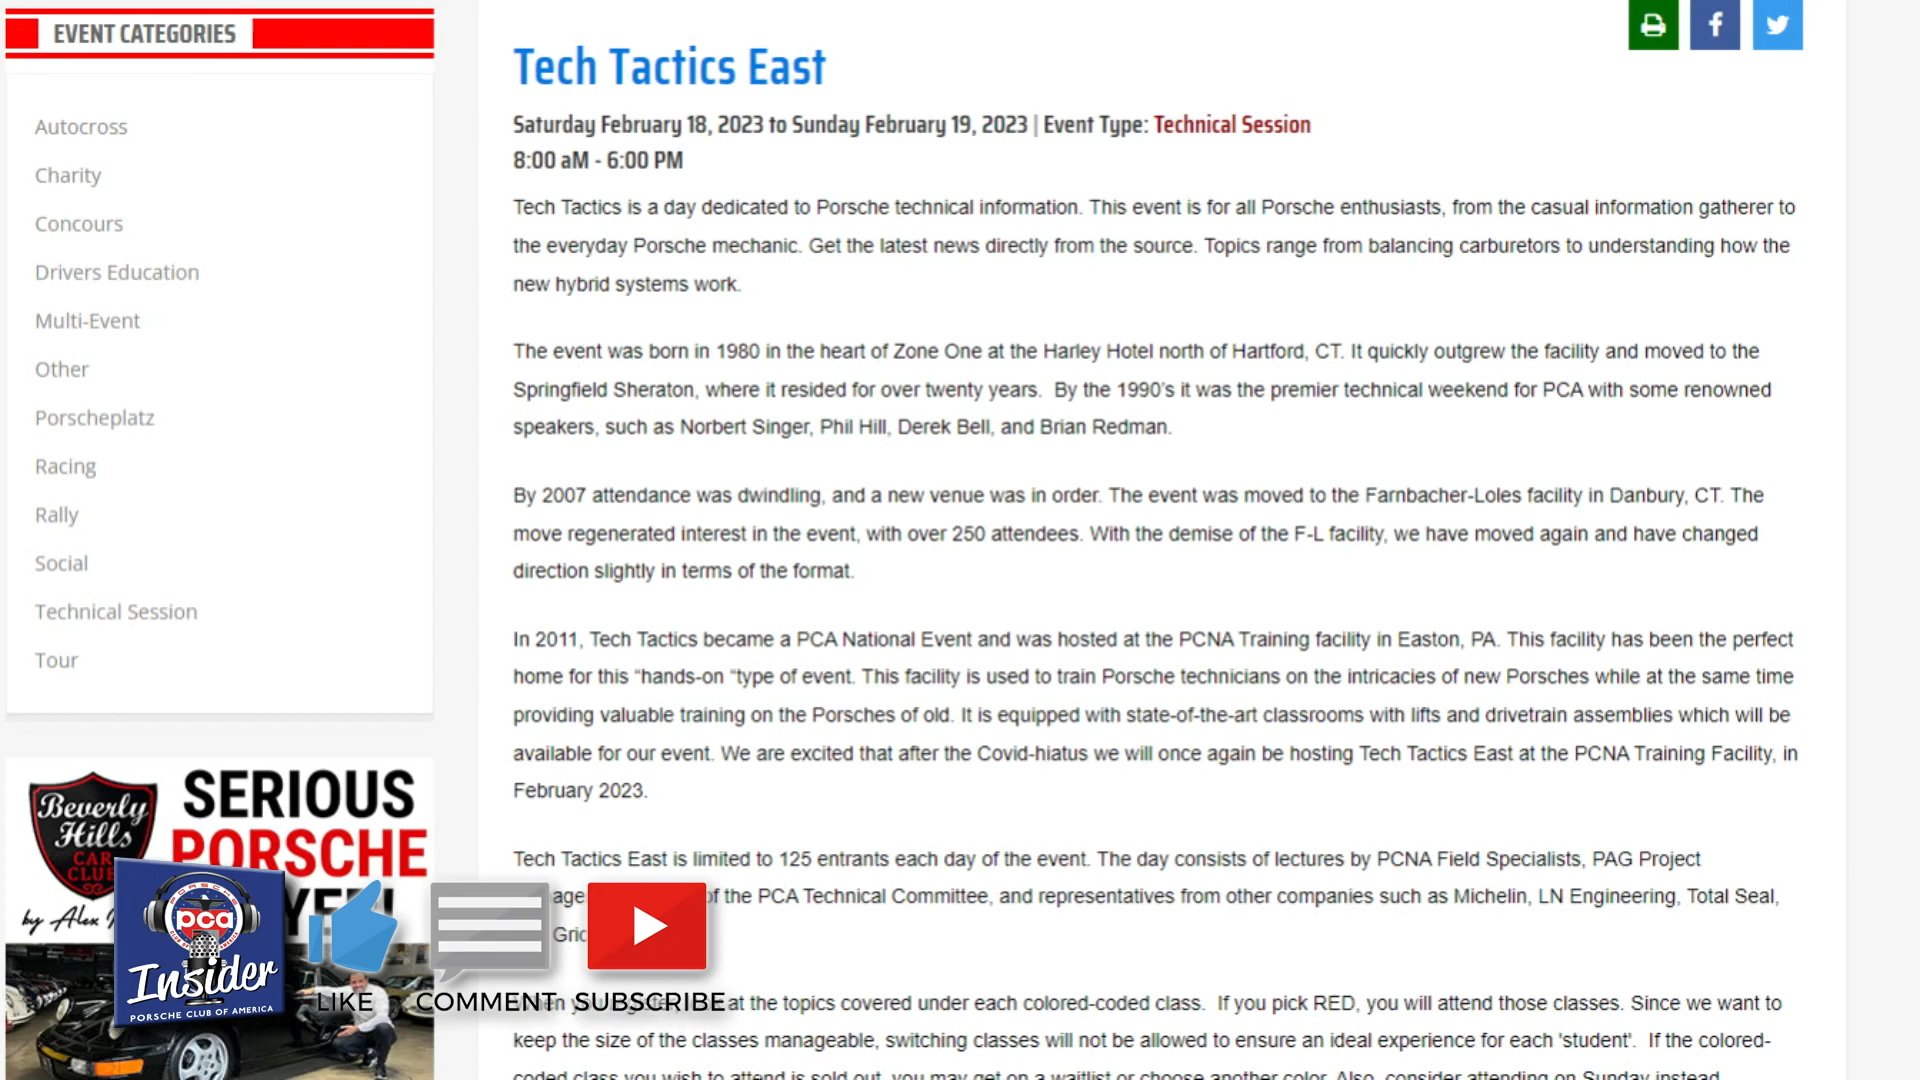 EVENT CATEGORIES
Autocross
Charity
Concours
Drivers Education
Multi-Event
Other
Porscheplatz
Racing
Rally
Social
Technical Session
Tour
Tech Tactics East
Saturday February 18, 2023 to Sunday February 19, 2023 | Event Type: Technical Session
8:00 aM - 6:00 PM
Tech Tactics is a day dedicated to Porsche technical information. This event is for all Porsche enthusiasts, from the casual information gatherer to
the everyday Porsche mechanic. Get the latest news directly from the source. Topics range from balancing carburetors to understanding how the
new hybrid systems work.
The event was born in 1980 in the heart of Zone One at the Harley Hotel north of Hartford, CT. It quickly outgrew the facility and moved to the
Springfield Sheraton, where it resided for over twenty years. By the 1990's it was the premier technical weekend for PCA with some renowned
speakers, such as Norbert Singer, Phil Hill, Derek Bell, and Brian Redman.
By 2007 attendance was dwindling, and a new venue was in order. The event was moved to the Farnbacher-Loles facility in Danbury, CT. The
move regenerated interest in the event, with over 250 attendees. With the demise of the F-L facility, we have moved again and have changed
direction slightly in terms of the format.
In 2011, Tech Tactics became a PCA National Event and was hosted at the PCNA Training facility in Easton, PA. This facility has been the perfect
home for this “hands-on “type of event. This facility is used to train Porsche technicians on the intricacies of new Porsches while at the same time
providing valuable training on the Porsches of old. It is equipped with state-of-the-art classrooms with lifts and drivetrain assemblies which will be
available for our event. We are excited that after the Covid-hiatus we will once again be hosting Tech Tactics East at the PCNA Training Facility, in
February 2023.
Tech Tactics East is limited to 125 entrants each day of the event. The day consists of lectures by PCNA Field Specialists, PAG Project
of the PCA Technical Committee, and representatives from other companies such as Michelin, LN Engineering, Total Seal,
at the topics covered under each colored-coded class. If you pick RED, you will attend those classes. Since we want to
keep the size of the classes manageable, switching classes will not be allowed to ensure an ideal experience for each 'student'. If the colored-
coded class you wish to attend is sold out, you may get on a waitlist or choose another color. Also, consider attending on Sunday instead
Beverly
Hills
CAR
CLUB
by Alex
SERIOUS
PORSCHE
PORSCHE
pca
CLUB OF AMERICA
Insider
PORSCHE CLUB OF AMERICA
LIKE
COMMENT
SUBSCRIBE